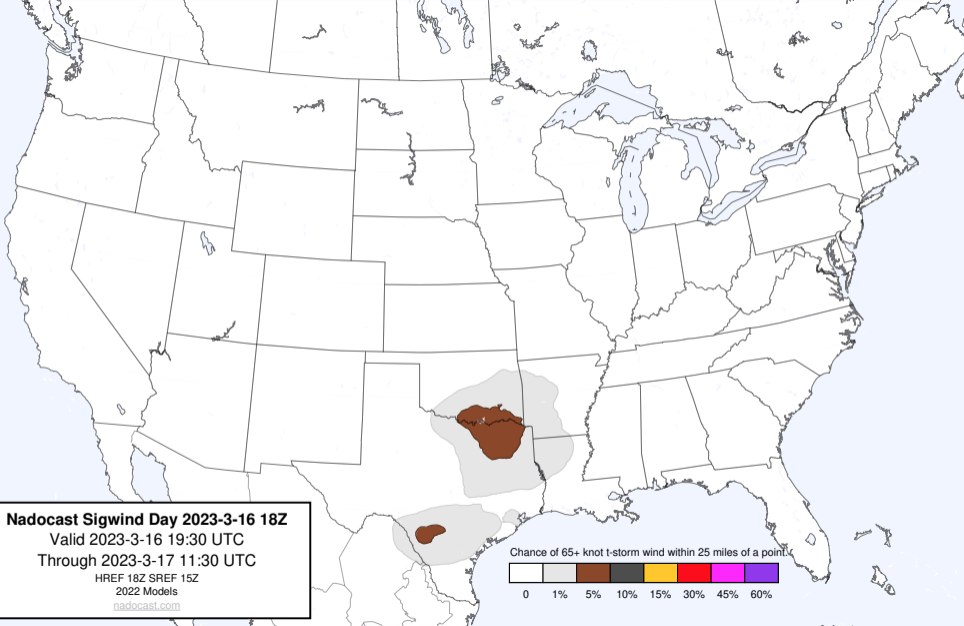 Nadocast Sigwind Day 2023-3-16 18Z
Valid 2023-3-16 19:30 UTC
Through 2023-3-17 11:30 UTC
HREF 18Z SREF 15Z
2022 Models
nadocast.com
Chance of 65+ knot t-storm wind within 25 miles of a point.
0 1% 5% 10% 15% 30% 45% 60%